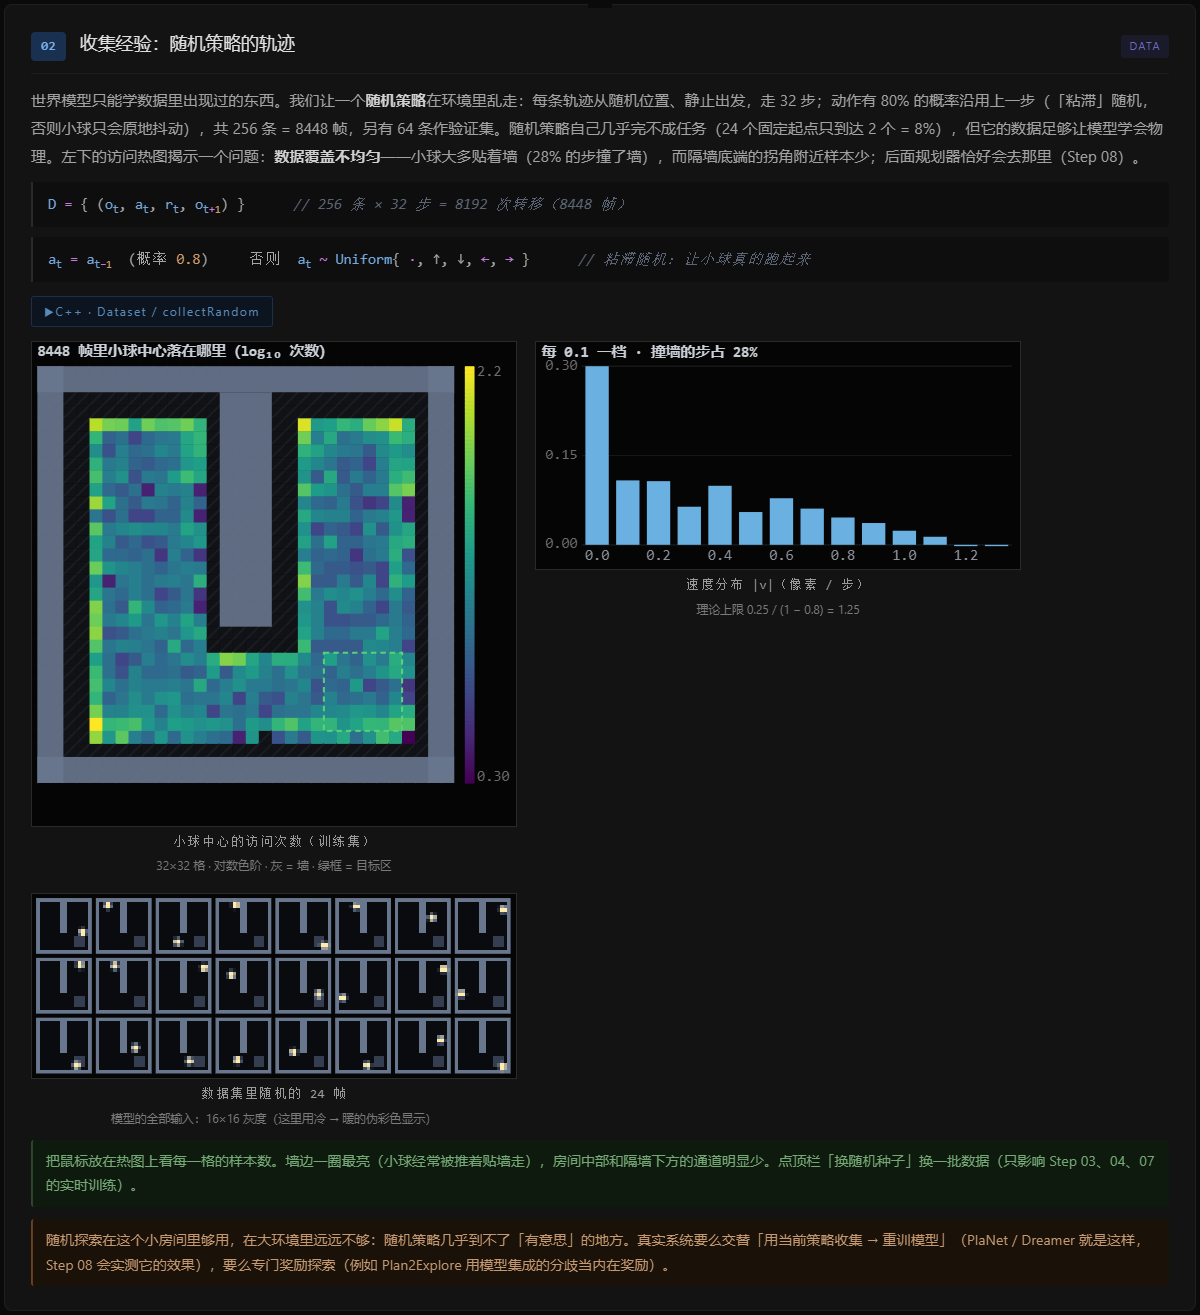 02 收集经验：随机策略的轨迹 DATA
世界模型只能学数据里出现过的东西。我们让一个随机策略在环境里乱走：每条轨迹从随机位置、静止出发，走 32 步；动作有 80% 的概率沿用上一步（「粘滞」随机，
否则小球只会原地抖动），共 256 条 = 8448 帧，另有 64 条作验证集。随机策略自己几乎完不成任务（24 个固定起点只到达 2 个 = 8%），但它的数据足够让模型学会物
理。左下的访问热图揭示一个问题：数据覆盖不均匀——小球大多贴着墙（28% 的步撞了墙），而隔墙底端的拐角附近样本少；后面规划器恰好会去那里（Step 08）。
D = { (oₜ, aₜ, rₜ, oₜ₊₁) } // 256 条 × 32 步 = 8192 次转移（8448 帧）
aₜ = aₜ₋₁ (概率 0.8) 否则 aₜ ~ Uniform{ ·, ↑, ↓, ←, → } // 粘滞随机：让小球真的跑起来
▶C++ · Dataset / collectRandom
8448 帧里小球中心落在哪里 (log₁₀ 次数)
2.2
0.30
小球中心的访问次数（训练集）
32×32 格 · 对数色阶 · 灰 = 墙 · 绿框 = 目标区
每 0.1 一档 · 撞墙的步占 28%
0.30
0.15
0.00
0.0 0.2 0.4 0.6 0.8 1.0 1.2
速度分布 |v|（像素 / 步）
理论上限 0.25 / (1 − 0.8) = 1.25
数据集里随机的 24 帧
模型的全部输入：16×16 灰度（这里用冷 → 暖的伪彩色显示）
把鼠标放在热图上看每一格的样本数。墙边一圈最亮（小球经常被推着贴墙走），房间中部和隔墙下方的通道明显少。点顶栏「换随机种子」换一批数据（只影响 Step 03、04、07
的实时训练）。
随机探索在这个小房间里够用，在大环境里远远不够：随机策略几乎到不了「有意思」的地方。真实系统要么交替「用当前策略收集 → 重训模型」（PlaNet / Dreamer 就是这样，
Step 08 会实测它的效果），要么专门奖励探索（例如 Plan2Explore 用模型集成的分歧当内在奖励）。